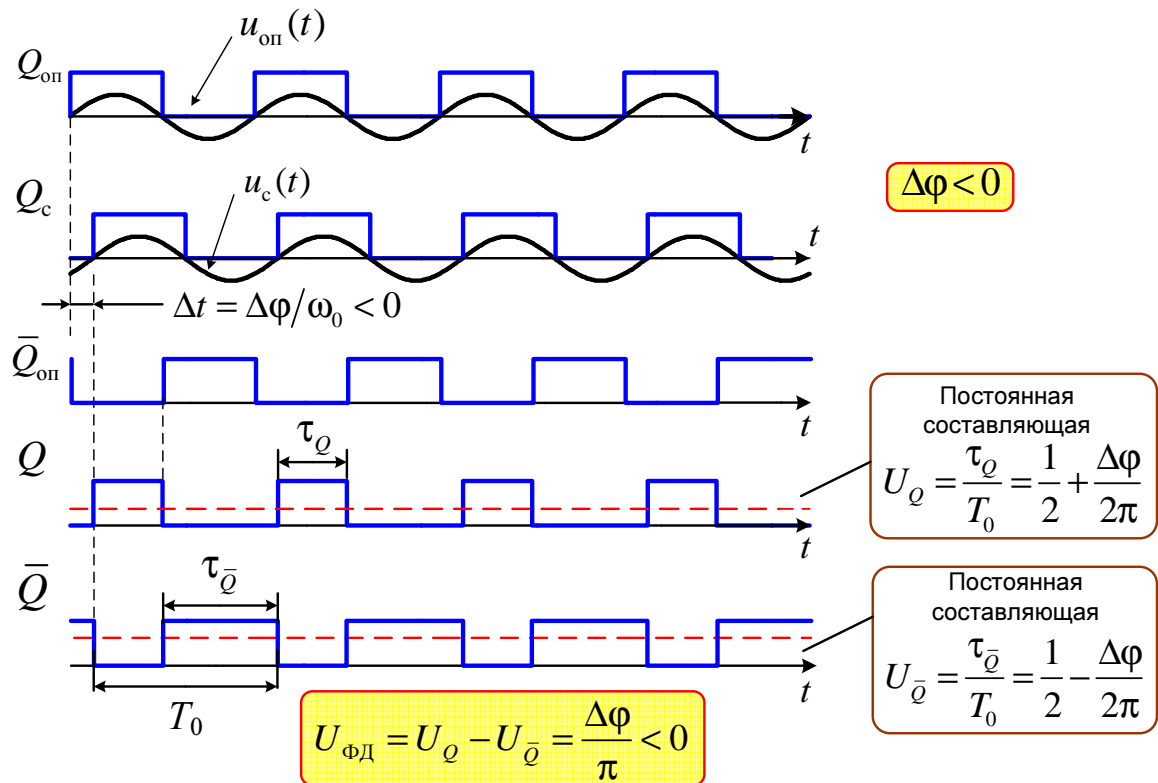 u_оп(t)
Q_оп
t
u_c(t)
Q_c
t
Δφ < 0
Δt = Δφ/ω₀ < 0
Q̅_оп
t
τ_Q
Q
t
Постоянная
составляющая
U_Q = τ_Q/T₀ = 1/2 + Δφ/2π
τ_Q̅
Q̅
t
T₀
Постоянная
составляющая
U_Q̅ = τ_Q̅/T₀ = 1/2 − Δφ/2π
U_ФД = U_Q − U_Q̅ = Δφ/π < 0